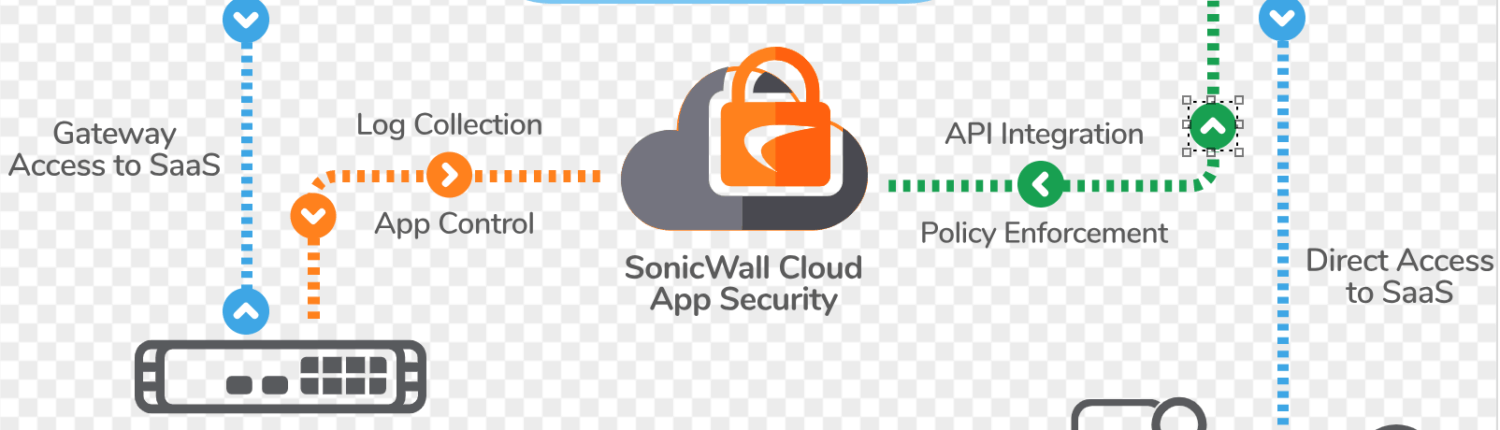 Gateway
Access to SaaS
Log Collection
App Control
SonicWall Cloud
App Security
API Integration
Policy Enforcement
Direct Access
to SaaS